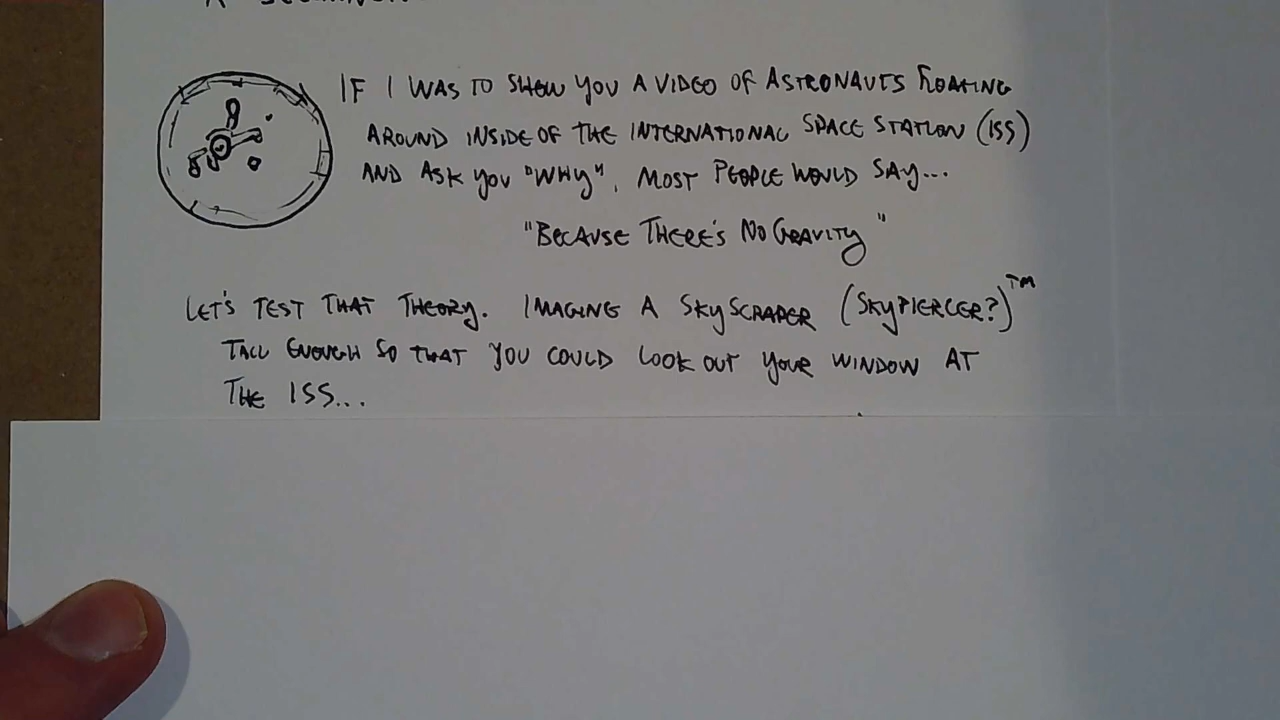 IF I WAS TO SHOW YOU A VIDEO OF ASTRONAUTS FLOATING
AROUND INSIDE OF THE INTERNATIONAL SPACE STATION (ISS)
AND ASK YOU "WHY", MOST PEOPLE WOULD SAY...
"BECAUSE THERE'S NO GRAVITY"
LET'S TEST THAT THEORY. IMAGINE A SKYSCRAPER (SKYPIERCER?)™
TALL ENOUGH SO THAT YOU COULD LOOK OUT YOUR WINDOW AT
THE ISS...